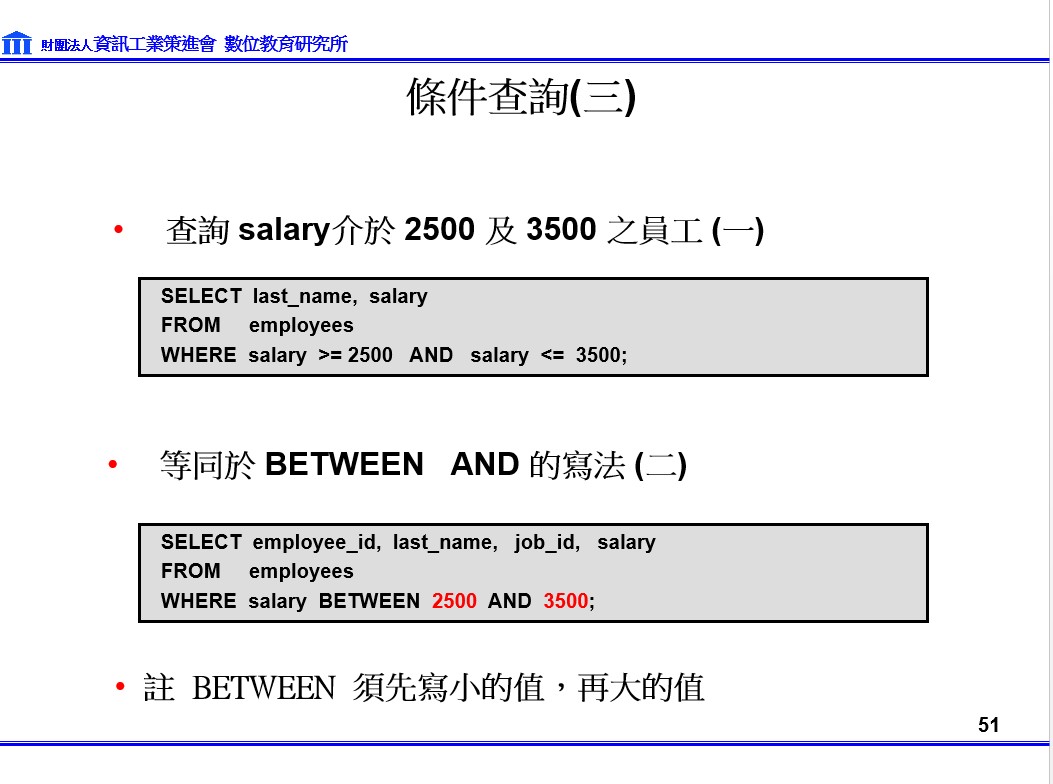 財團法人資訊工業策進會 數位教育研究所
條件查詢(三)
• 查詢 salary介於 2500 及 3500 之員工 (一)
SELECT last_name, salary
FROM employees
WHERE salary >= 2500 AND salary <= 3500;
• 等同於 BETWEEN AND 的寫法 (二)
SELECT employee_id, last_name, job_id, salary
FROM employees
WHERE salary BETWEEN 2500 AND 3500;
• 註 BETWEEN 須先寫小的值，再大的值
51